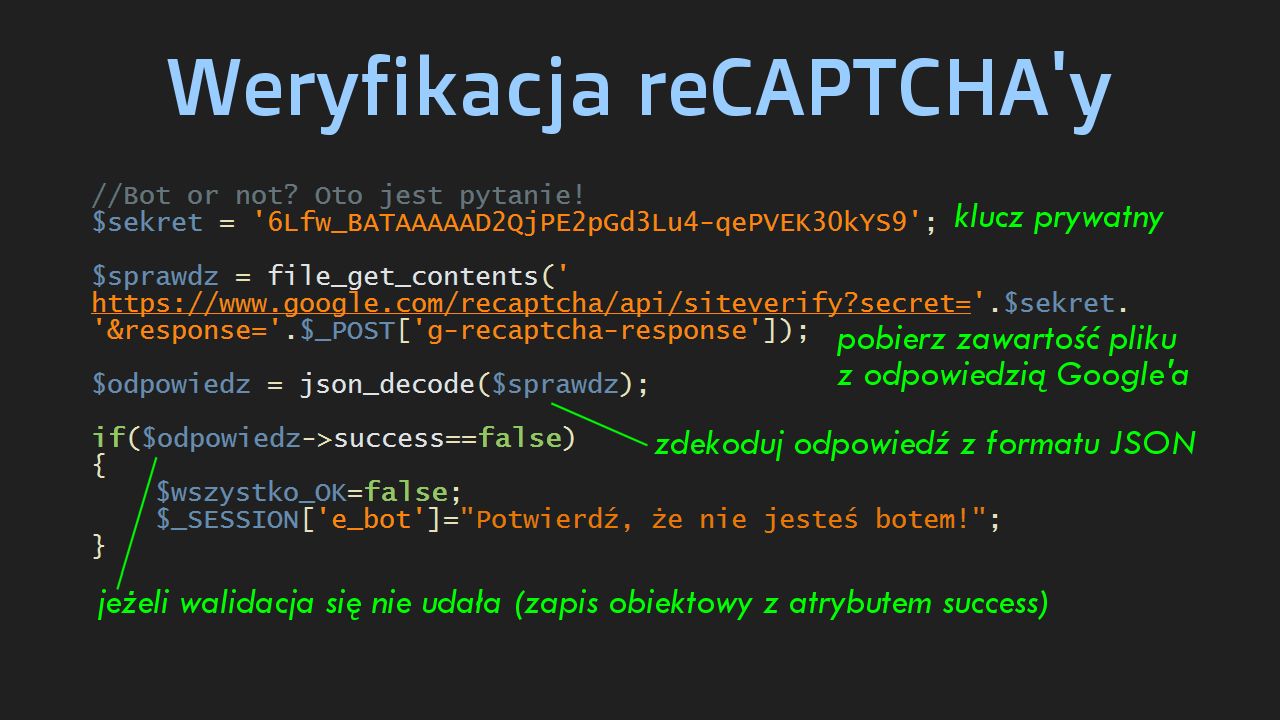 Weryfikacja reCAPTCHA'y
//Bot or not? Oto jest pytanie!
$sekret = '6Lfw_BATAAAAAD2QjPE2pGd3Lu4-qePVEK3OkYS9'; klucz prywatny
$sprawdz = file_get_contents('
https://www.google.com/recaptcha/api/siteverify?secret='.$sekret.
'&response='.$_POST['g-recaptcha-response']);
pobierz zawartość pliku
z odpowiedzią Google'a
$odpowiedz = json_decode($sprawdz);
if($odpowiedz->success==false)
zdekoduj odpowiedź z formatu JSON
{
$wszystko_OK=false;
$_SESSION['e_bot']="Potwierdź, że nie jesteś botem!";
}
jeżeli walidacja się nie udała (zapis obiektowy z atrybutem success)